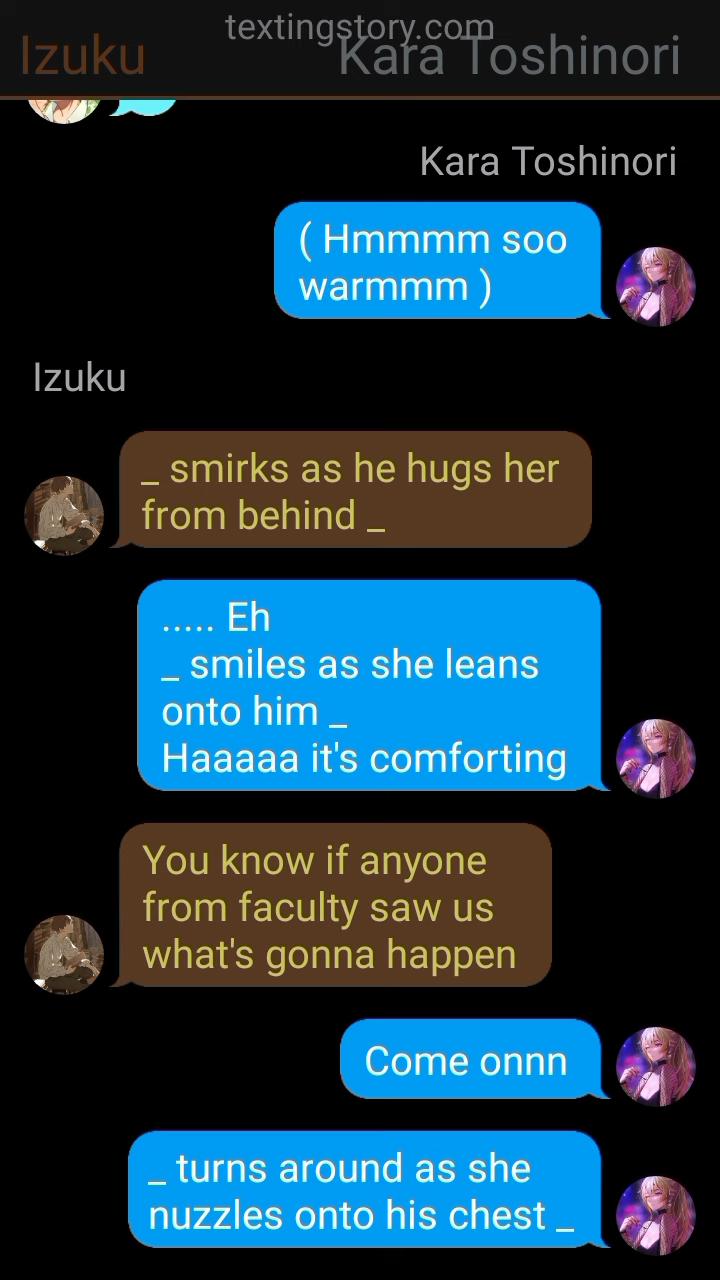 textingstory.com
Izuku
Kara Toshinori
Kara Toshinori
( Hmmmm soo
warmmm )
Izuku
_ smirks as he hugs her
from behind _
..... Eh
_ smiles as she leans
onto him _
Haaaaa it's comforting
You know if anyone
from faculty saw us
what's gonna happen
Come onnn
_ turns around as she
nuzzles onto his chest _